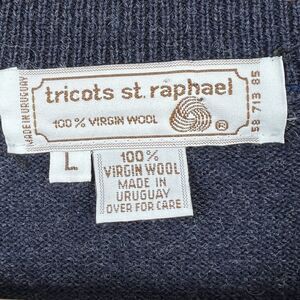 MADE IN URUGUAY
tricots st. raphael
100% VIRGIN WOOL
®
58 713 85
L
100%
VIRGIN WOOL
MADE IN
URUGUAY
OVER FOR CARE